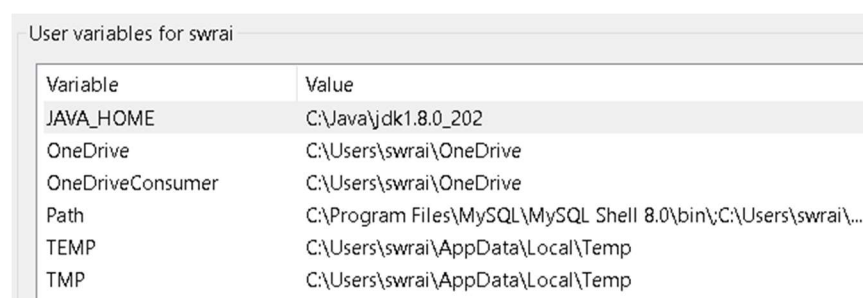 User variables for swrai
Variable Value
JAVA_HOME C:\Java\jdk1.8.0_202
OneDrive C:\Users\swrai\OneDrive
OneDriveConsumer C:\Users\swrai\OneDrive
Path C:\Program Files\MySQL\MySQL Shell 8.0\bin\;C:\Users\swrai\...
TEMP C:\Users\swrai\AppData\Local\Temp
TMP C:\Users\swrai\AppData\Local\Temp